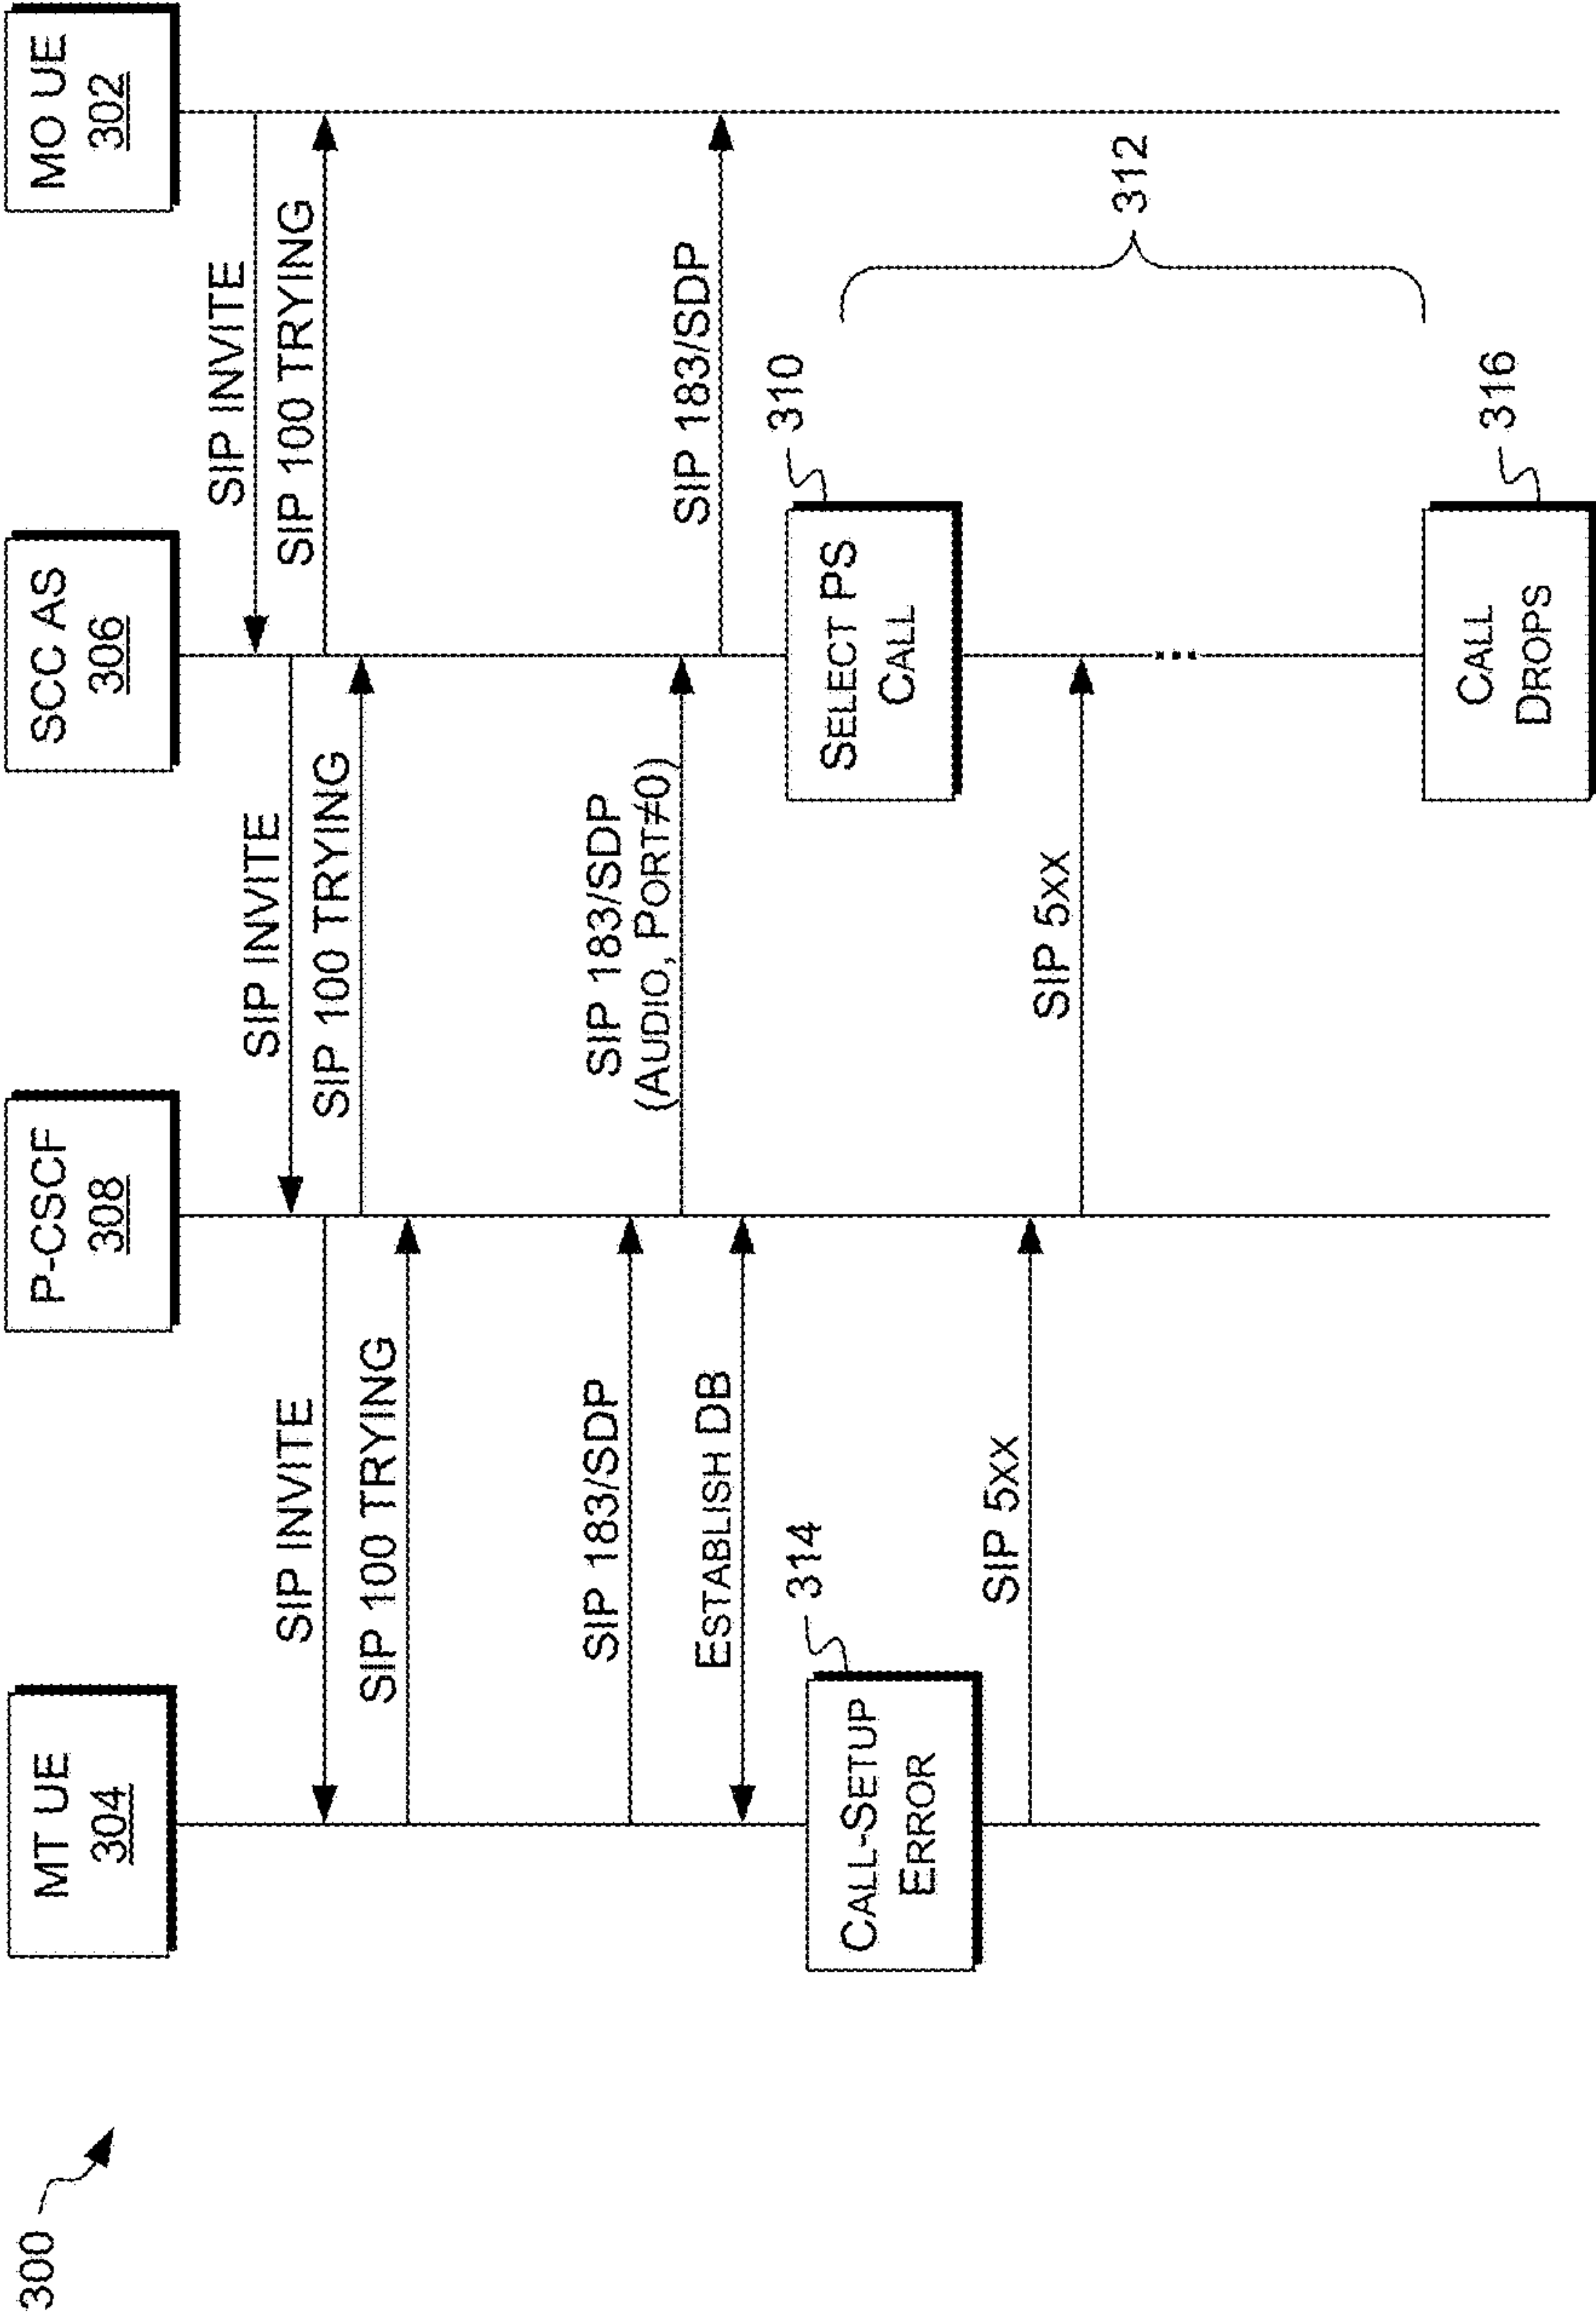 300
MT UE
304
P-CSCF
308
SCC AS
306
MO UE
302
SIP INVITE
SIP 100 TRYING
SIP INVITE
SIP 100 TRYING
SIP INVITE
SIP 100 TRYING
SIP 183/SDP
SIP 183/SDP
(AUDIO, PORT≠0)
SIP 183/SDP
ESTABLISH DB
310
SELECT PS
CALL
312
314
CALL-SETUP
ERROR
SIP 5XX
SIP 5XX
316
CALL
DROPS